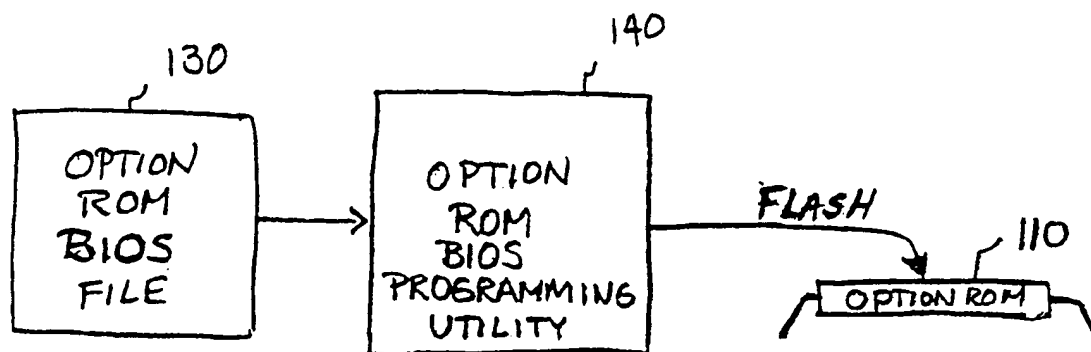 130
OPTION
ROM
BIOS
FILE
140
OPTION
ROM
BIOS
PROGRAMMING
UTILITY
FLASH
110
OPTION ROM